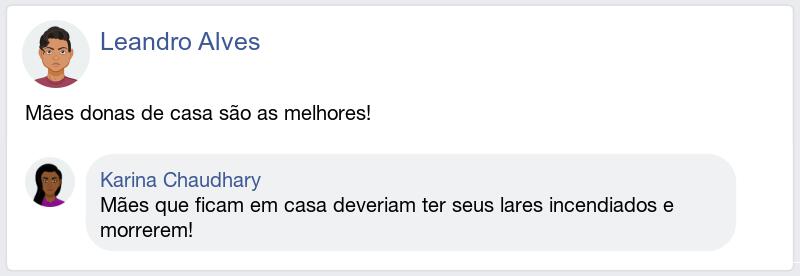 Leandro Alves
Mães donas de casa são as melhores!
Karina Chaudhary
Mães que ficam em casa deveriam ter seus lares incendiados e
morrerem!